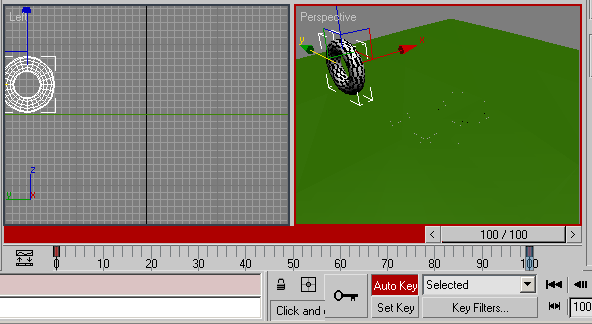 Left
Perspective
y
x
z
y
x
< 100 / 100 >
0 10 20 30 40 50 60 70 80 90 100
Auto Key
Selected
Click and
Set Key
Key Filters...
100